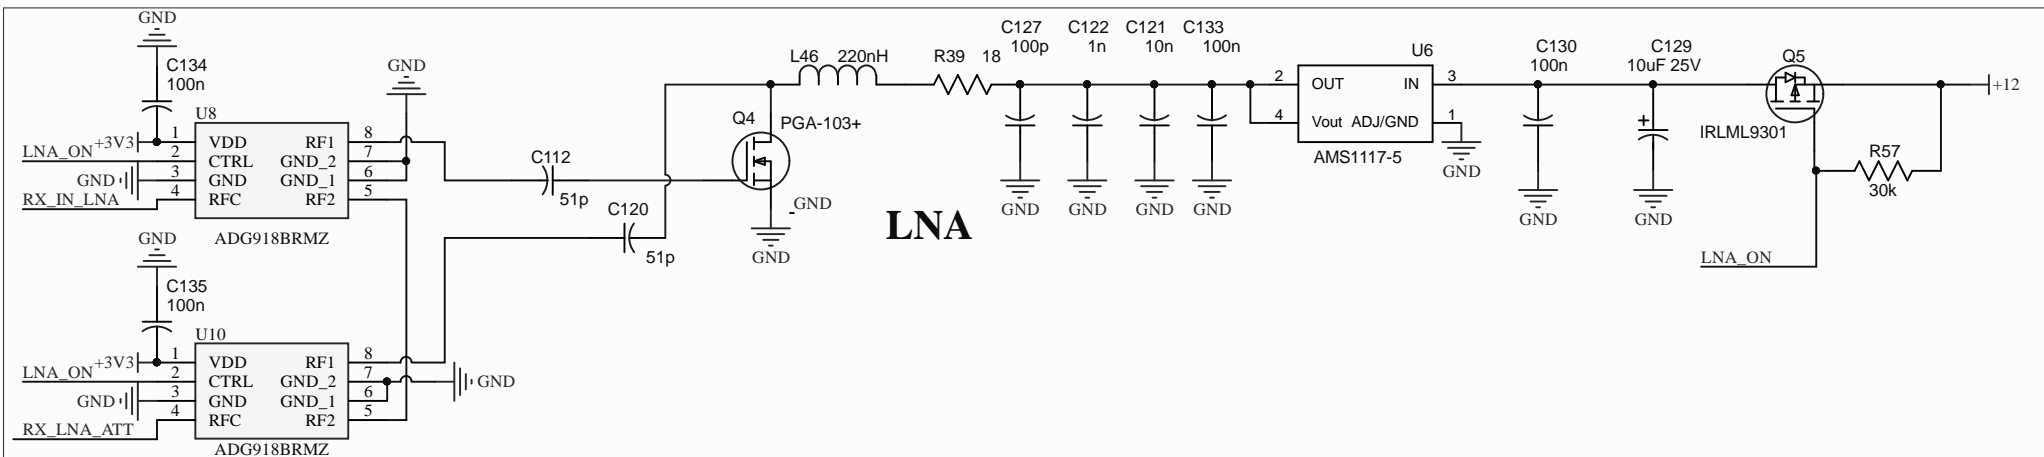 GND
C134
100n
U8
+3V3
LNA_ON
GND
RX_IN_LNA
1
2
3
4
VDD
CTRL
GND
RFC
RF1
GND_2
GND_1
RF2
8
7
6
5
ADG918BRMZ
GND
GND
C135
100n
U10
+3V3
LNA_ON
GND
RX_LNA_ATT
1
2
3
4
VDD
CTRL
GND
RFC
RF1
GND_2
GND_1
RF2
8
7
6
5
ADG918BRMZ
GND
C112
51p
C120
51p
Q4
PGA-103+
GND
GND
L46 220nH
R39 18
LNA
C127
100p
C122
1n
C121
10n
C133
100n
GND
GND
GND
GND
U6
2
4
OUT
Vout
IN
ADJ/GND
3
1
AMS1117-5
GND
C130
100n
GND
C129
10uF 25V
+
GND
Q5
IRLML9301
+12
R57
30k
LNA_ON